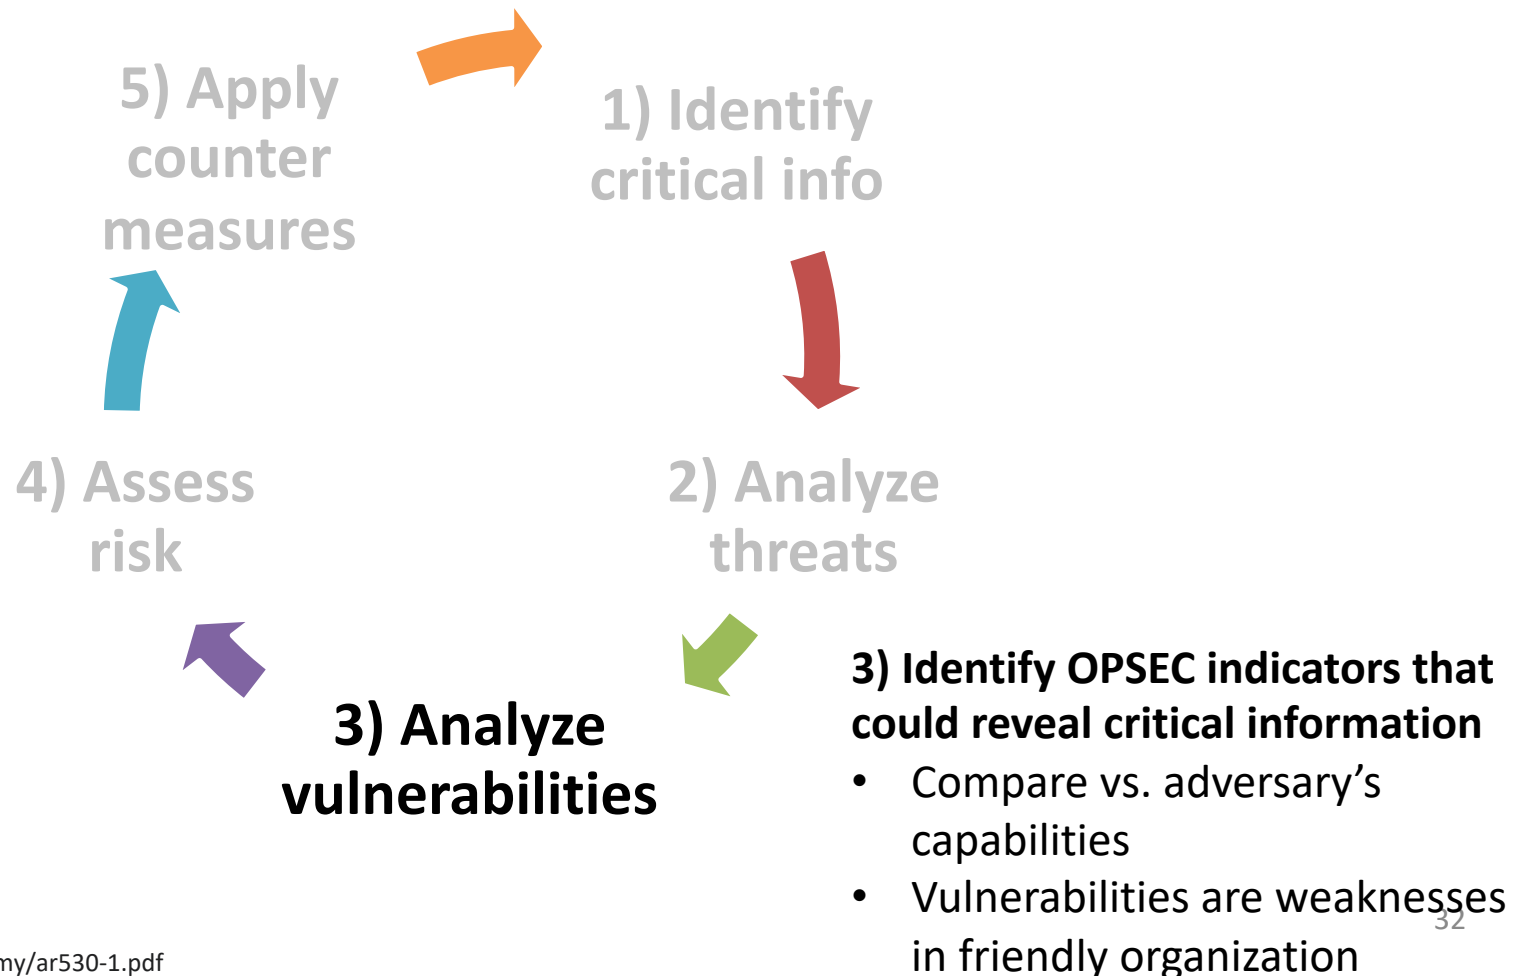 5) Apply
counter
measures
1) Identify
critical info
4) Assess
risk
2) Analyze
threats
3) Analyze
vulnerabilities
3) Identify OPSEC indicators that
could reveal critical information
• Compare vs. adversary’s
capabilities
• Vulnerabilities are weaknesses
in friendly organization
32
my/ar530-1.pdf